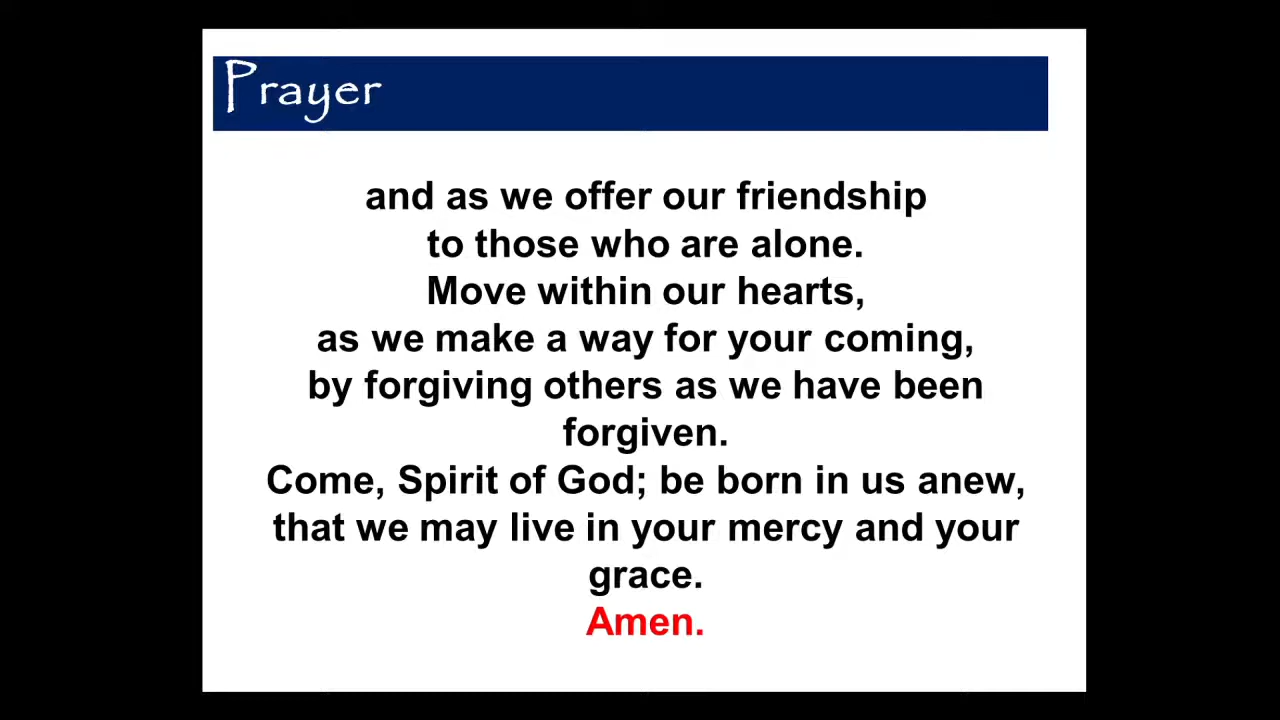 Prayer
and as we offer our friendship
to those who are alone.
Move within our hearts,
as we make a way for your coming,
by forgiving others as we have been
forgiven.
Come, Spirit of God; be born in us anew,
that we may live in your mercy and your
grace.
Amen.